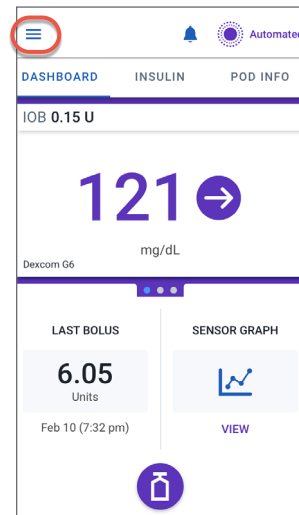 Automated
DASHBOARD INSULIN POD INFO
IOB 0.15 U
121
mg/dL
Dexcom G6
LAST BOLUS SENSOR GRAPH
6.05
Units
Feb 10 (7:32 pm) VIEW